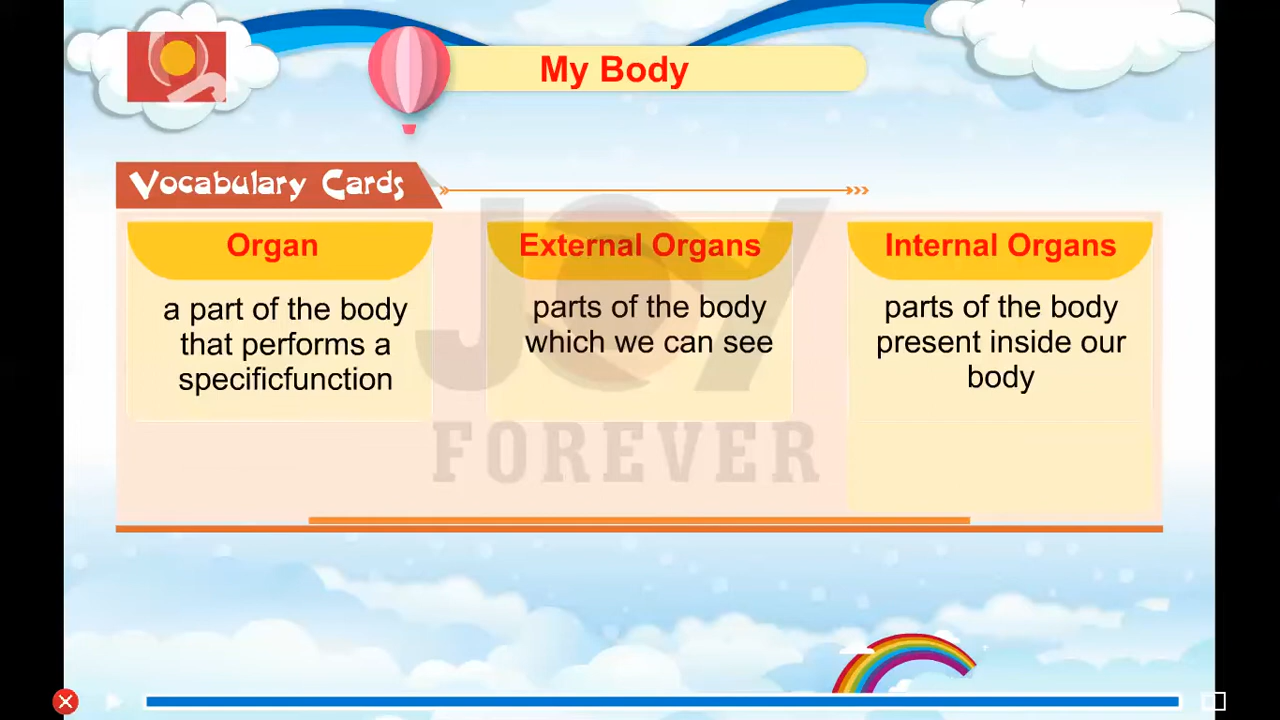 My Body
Vocabulary Cards
Organ
a part of the body
that performs a
specificfunction
External Organs
parts of the body
which we can see
Internal Organs
parts of the body
present inside our
body
JOY
FOREVER